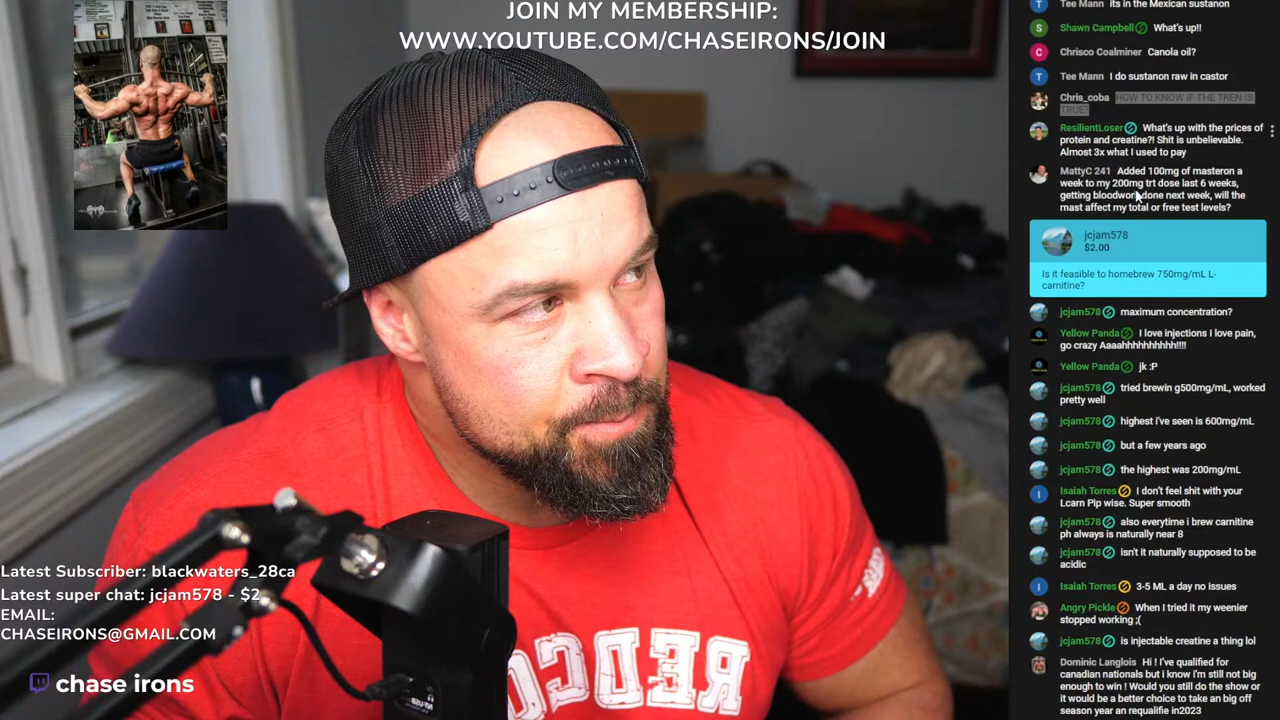 JOIN MY MEMBERSHIP:
WWW.YOUTUBE.COM/CHASEIRONS/JOIN
Latest Subscriber: blackwaters_28ca
Latest super chat: jcjam578 - $2
EMAIL:
CHASEIRONS@GMAIL.COM
chase irons
REDCO
Tee Mann its in the Mexican sustanon
Shawn Campbell What's up!!
Chrisco Coalminer Canola oil?
Tee Mann I do sustanon raw in castor
Chris_coba HOW TO KNOW IF THE TREN IS
TRUE?
ResilientLoser What's up with the prices of
protein and creatine?! Shit is unbelievable.
Almost 3x what I used to pay
MattyC 241 Added 100mg of masteron a
week to my 200mg trt dose last 6 weeks,
getting bloodwork done next week, will the
mast affect my total or free test levels?
jcjam578
$2.00
Is it feasible to homebrew 750mg/mL L-
carnitine?
jcjam578 maximum concentration?
Yellow Panda I love injections I love pain,
go crazy Aaaahhhhhhhhhh!!!!
Yellow Panda jk :P
jcjam578 tried brewin g500mg/mL, worked
pretty well
jcjam578 highest i've seen is 600mg/mL
jcjam578 but a few years ago
jcjam578 the highest was 200mg/mL
Isaiah Torres I don't feel shit with your
Lcarn Pip wise. Super smooth
jcjam578 also everytime i brew carnitine
ph always is naturally near 8
jcjam578 isn't it naturally supposed to be
acidic
Isaiah Torres 3-5 ML a day no issues
Angry Pickle When I tried it my weenier
stopped working ;(
jcjam578 is injectable creatine a thing lol
Dominic Langlois Hi ! I've qualified for
canadian nationals but i know i'm still not big
enough to win ! Would you still do the show or
it would be a better choice to take an big off
season year an requalifie in2023